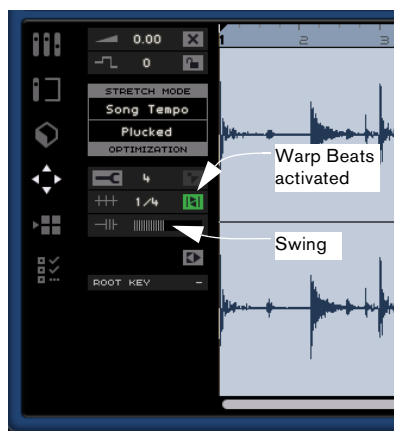 0.00
1 2 3
0
STRETCH MODE
Song Tempo
Plucked
OPTIMIZATION
Warp Beats
activated
4
1/4
Swing
ROOT KEY -